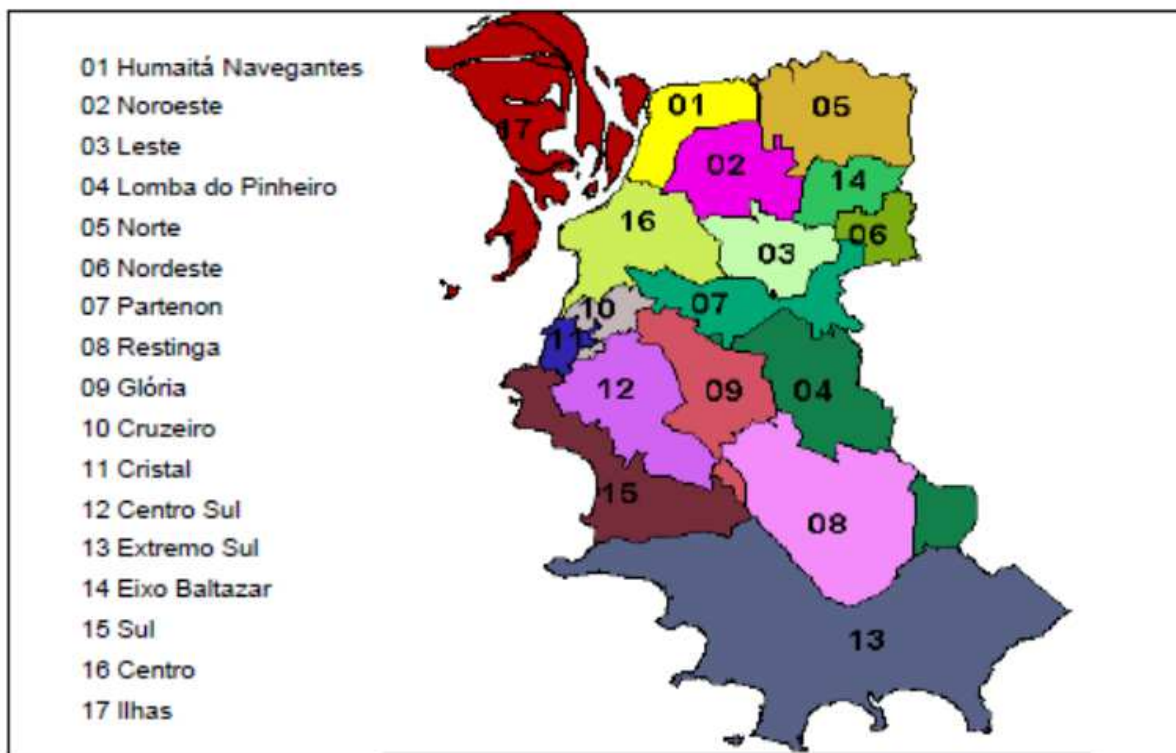 01 Humaitá Navegantes
02 Noroeste
03 Leste
04 Lomba do Pinheiro
05 Norte
06 Nordeste
07 Partenon
08 Restinga
09 Glória
10 Cruzeiro
11 Cristal
12 Centro Sul
13 Extremo Sul
14 Eixo Baltazar
15 Sul
16 Centro
17 Ilhas
17
01
05
02
14
16
06
03
07
10
11
12
09
04
15
08
13